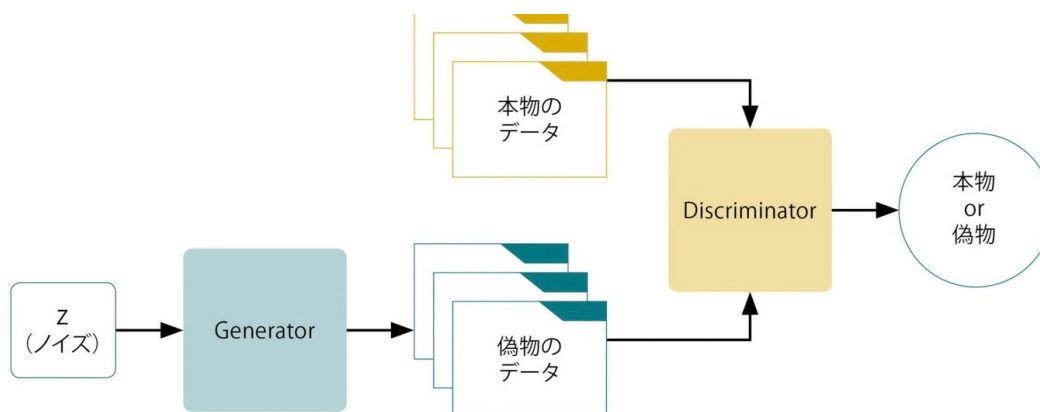 本物の
データ
Discriminator
本物
or
偽物
z
（ノイズ）
Generator
偽物の
データ